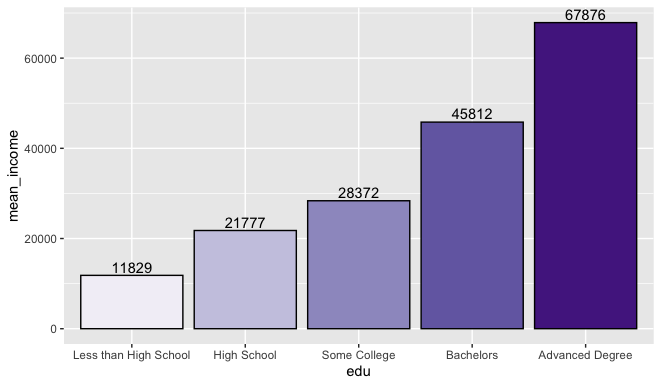 67876
60000
45812
40000
mean_income
28372
21777
20000
11829
0
Less than High School
High School
Some College
Bachelors
Advanced Degree
edu